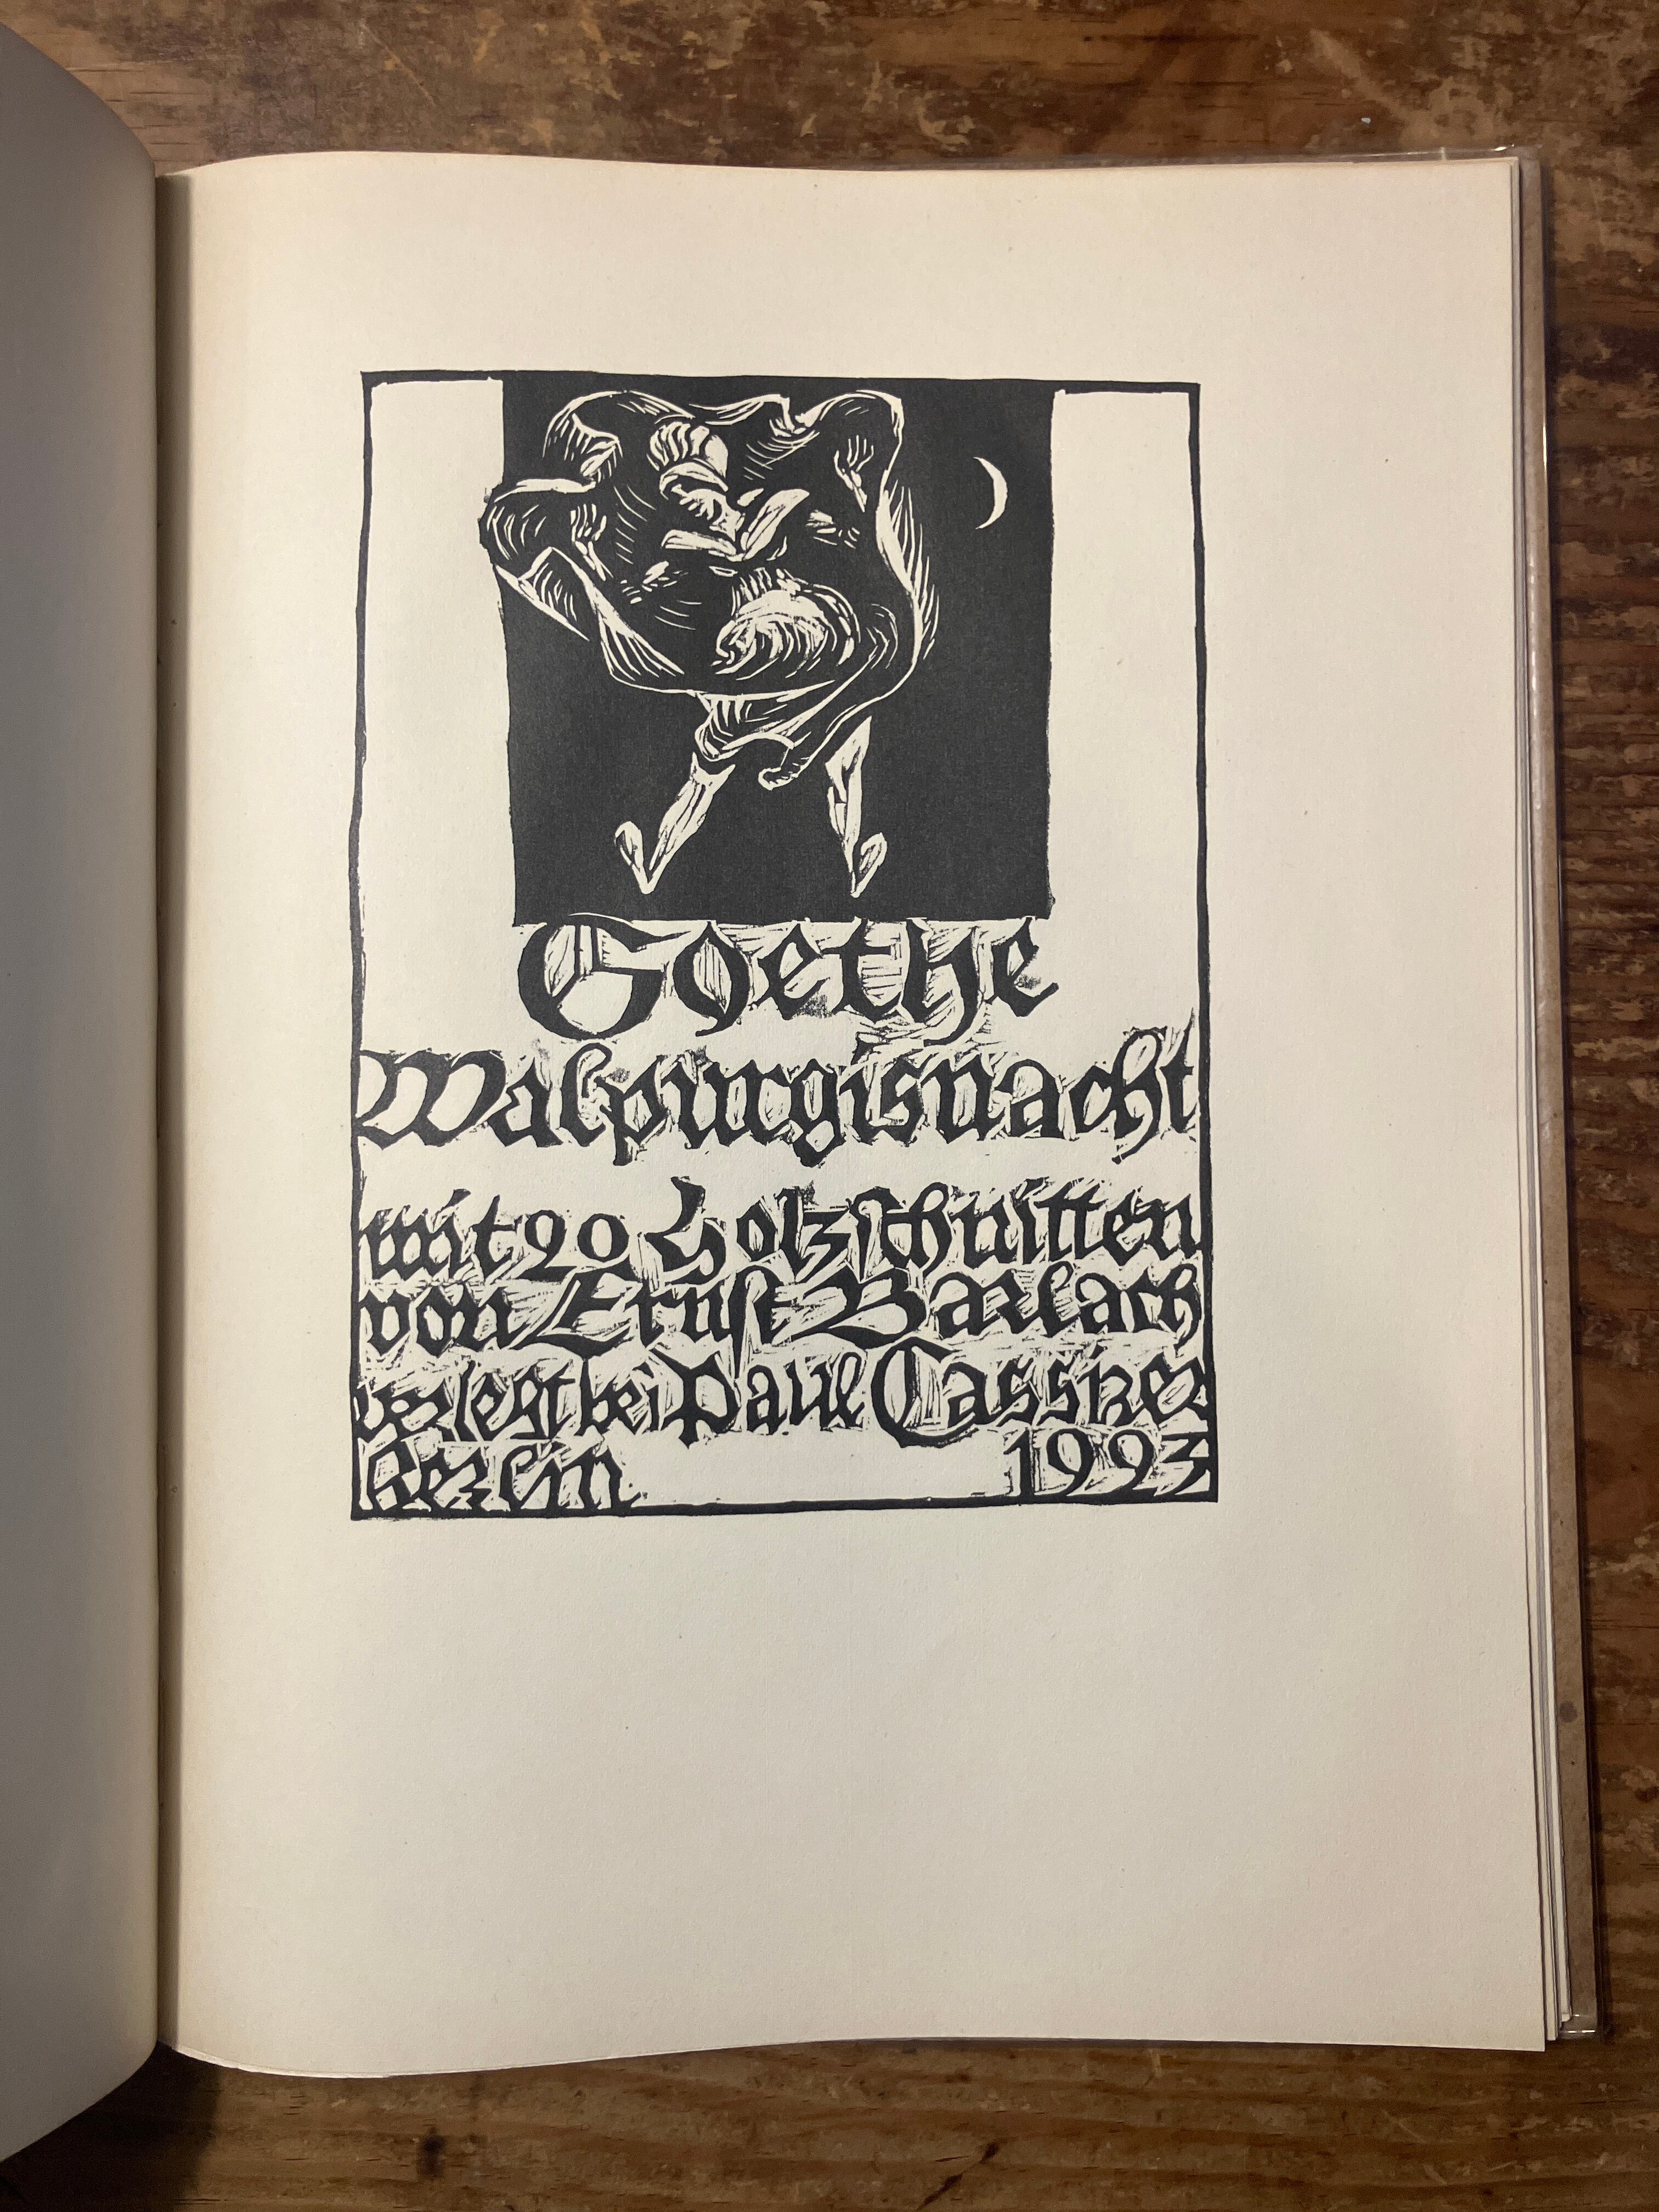 Goethe
Walpurgisnacht
mit 20 Holzschnitten
von Ernst Barlach
verlegt bei Paul Cassirer
Berlin 1923